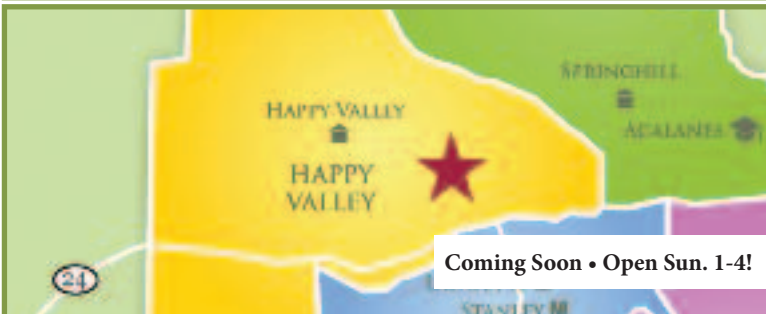 SPRINGHILL
HAPPY VALLEY
ACALANES
HAPPY
VALLEY
Coming Soon • Open Sun. 1-4!
24
STANLEY